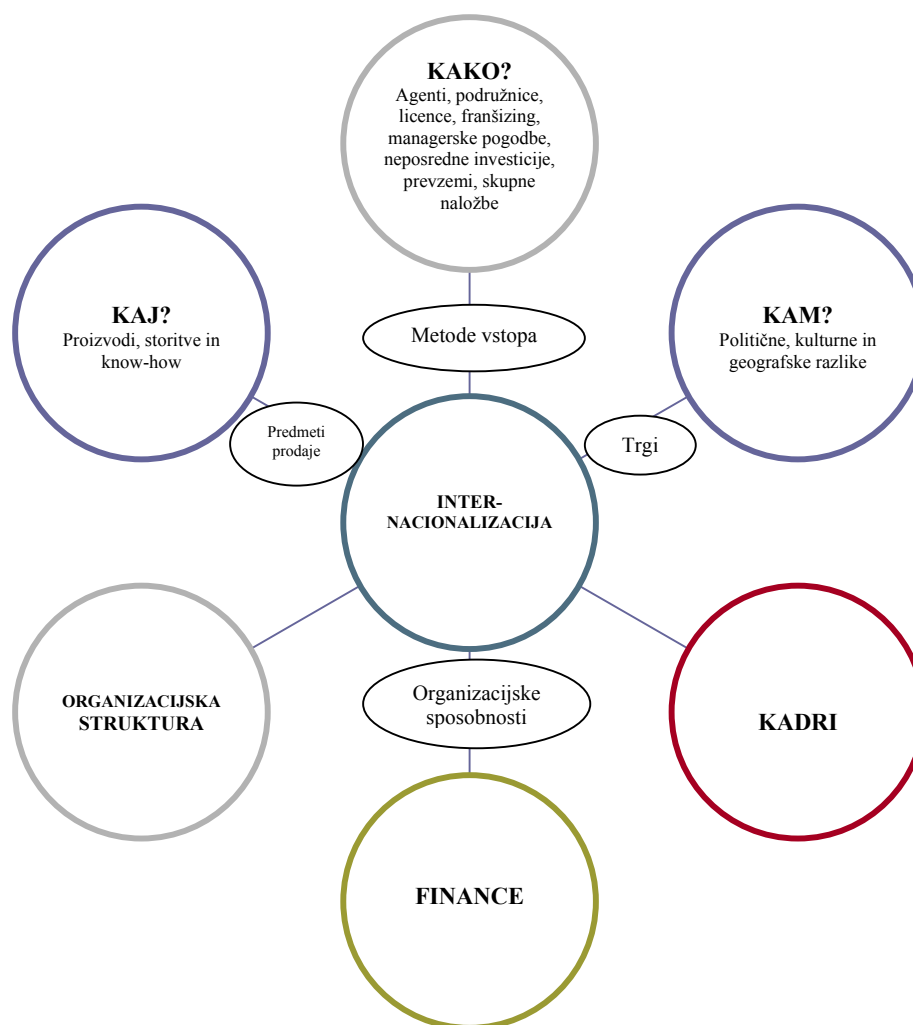 KAKO?
Agenti, podružnice,
licence, franšizing,
managerske pogodbe,
neposredne investicije,
prevzemi, skupne
naložbe
KAJ?
Proizvodi, storitve in
know-how
Metode vstopa
KAM?
Politične, kulturne in
geografske razlike
Predmeti
prodaje
Trgi
INTER-
NACIONALIZACIJA
ORGANIZACIJSKA
STRUKTURA
Organizacijske
sposobnosti
KADRI
FINANCE